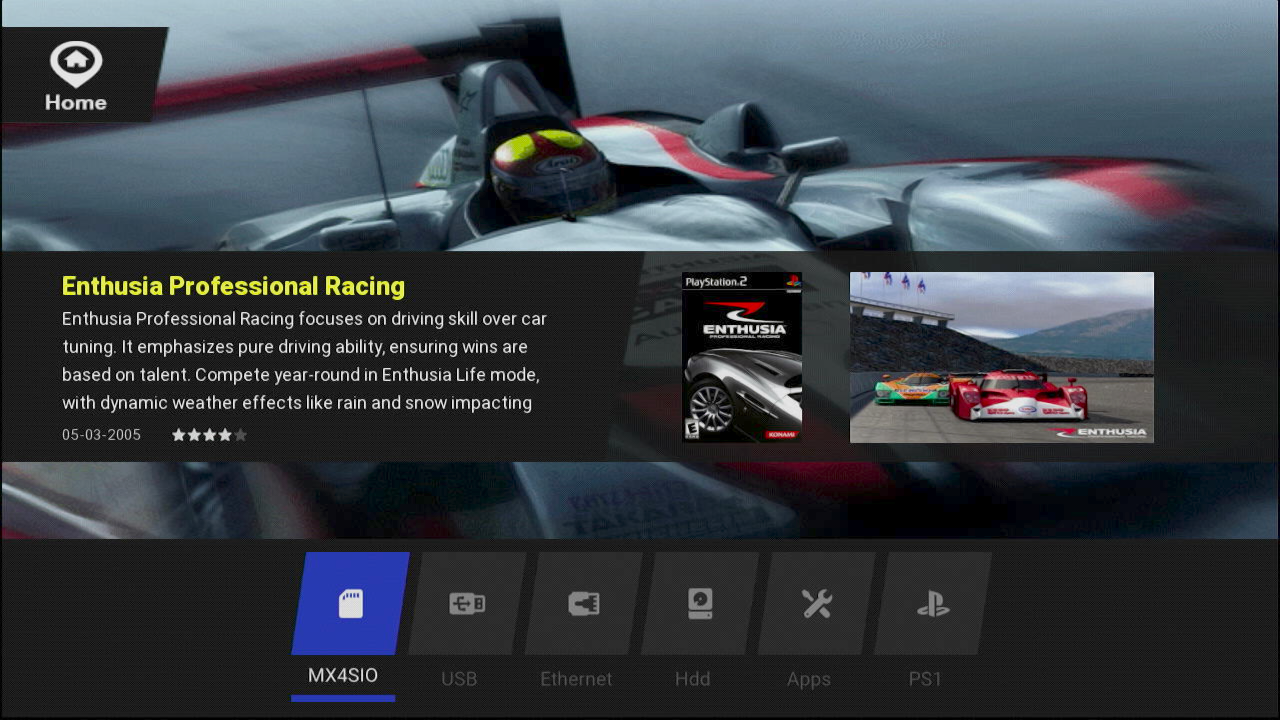 Home
Arai
Enthusia Professional Racing
Enthusia Professional Racing focuses on driving skill over car
tuning. It emphasizes pure driving ability, ensuring wins are
based on talent. Compete year-round in Enthusia Life mode,
with dynamic weather effects like rain and snow impacting
05-03-2005
PlayStation.2
ENTHUSIA
PROFESSIONAL RACING
E
KONAMI
ENTHUSIA
PROFESSIONAL RACING
MX4SIO
USB
Ethernet
Hdd
Apps
PS1